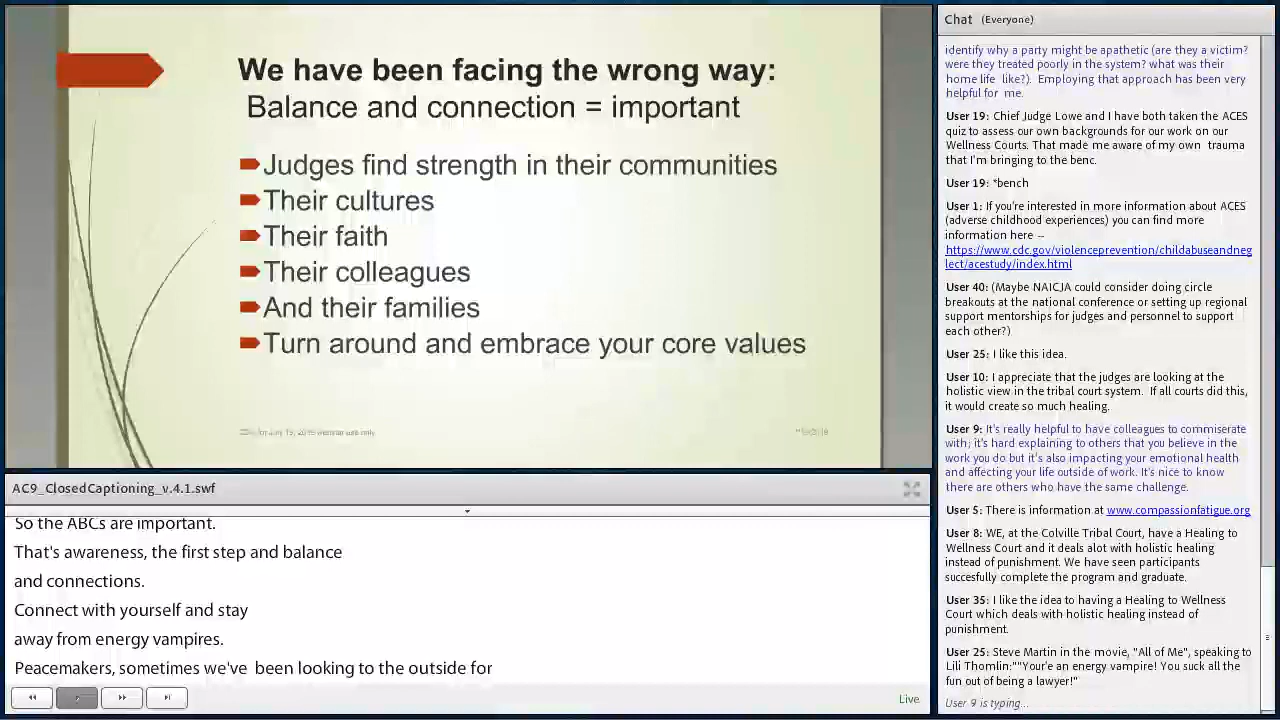 We have been facing the wrong way:
Balance and connection = important
Judges find strength in their communities
Their cultures
Their faith
Their colleagues
And their families
Turn around and embrace your core values
for July 19, 2019 webinar use only
AC9_ClosedCaptioning_v.4.1.swf
So the ABCs are important.
That's awareness, the first step and balance
and connections.
Connect with yourself and stay
away from energy vampires.
Peacemakers, sometimes we've been looking to the outside for
Live
Chat (Everyone)
identify why a party might be apathetic (are they a victim?
were they treated poorly in the system? what was their
home life like?). Employing that approach has been very
helpful for me.
User 19: Chief Judge Lowe and I have both taken the ACES
quiz to assess our own backgrounds for our work on our
Wellness Courts. That made me aware of my own trauma
that I'm bringing to the benc.
User 19: *bench
User 1: If you're interested in more information about ACES
(adverse childhood experiences) you can find more
information here --
https://www.cdc.gov/violenceprevention/childabuseandneg
lect/acestudy/index.html
User 40: (Maybe NAICJA could consider doing circle
breakouts at the national conference or setting up regional
support mentorships for judges and personnel to support
each other?)
User 25: I like this idea.
User 10: I appreciate that the judges are looking at the
holistic view in the tribal court system. If all courts did this,
it would create so much healing.
User 9: It's really helpful to have colleagues to commiserate
with; it's hard explaining to others that you believe in the
work you do but it's also impacting your emotional health
and affecting your life outside of work. It's nice to know
there are others who have the same challenge.
User 5: There is information at www.compassionfatigue.org
User 8: WE, at the Colville Tribal Court, have a Healing to
Wellness Court and it deals alot with holistic healing
instead of punishment. We have seen participants
succesfully complete the program and graduate.
User 35: I like the idea to having a Healing to Wellness
Court which deals with holistic healing instead of
punishment.
User 25: Steve Martin in the movie, "All of Me", speaking to
Lili Thomlin:""Your'e an energy vampire! You suck all the
fun out of being a lawyer!"
User 9 is typing...